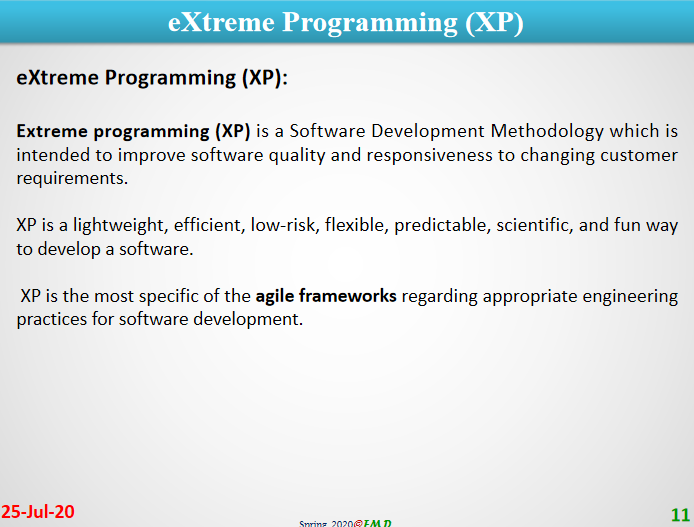 eXtreme Programming (XP)
eXtreme Programming (XP):
Extreme programming (XP) is a Software Development Methodology which is
intended to improve software quality and responsiveness to changing customer
requirements.
XP is a lightweight, efficient, low-risk, flexible, predictable, scientific, and fun way
to develop a software.
XP is the most specific of the agile frameworks regarding appropriate engineering
practices for software development.
25-Jul-20
Spring 2020@FMD
11